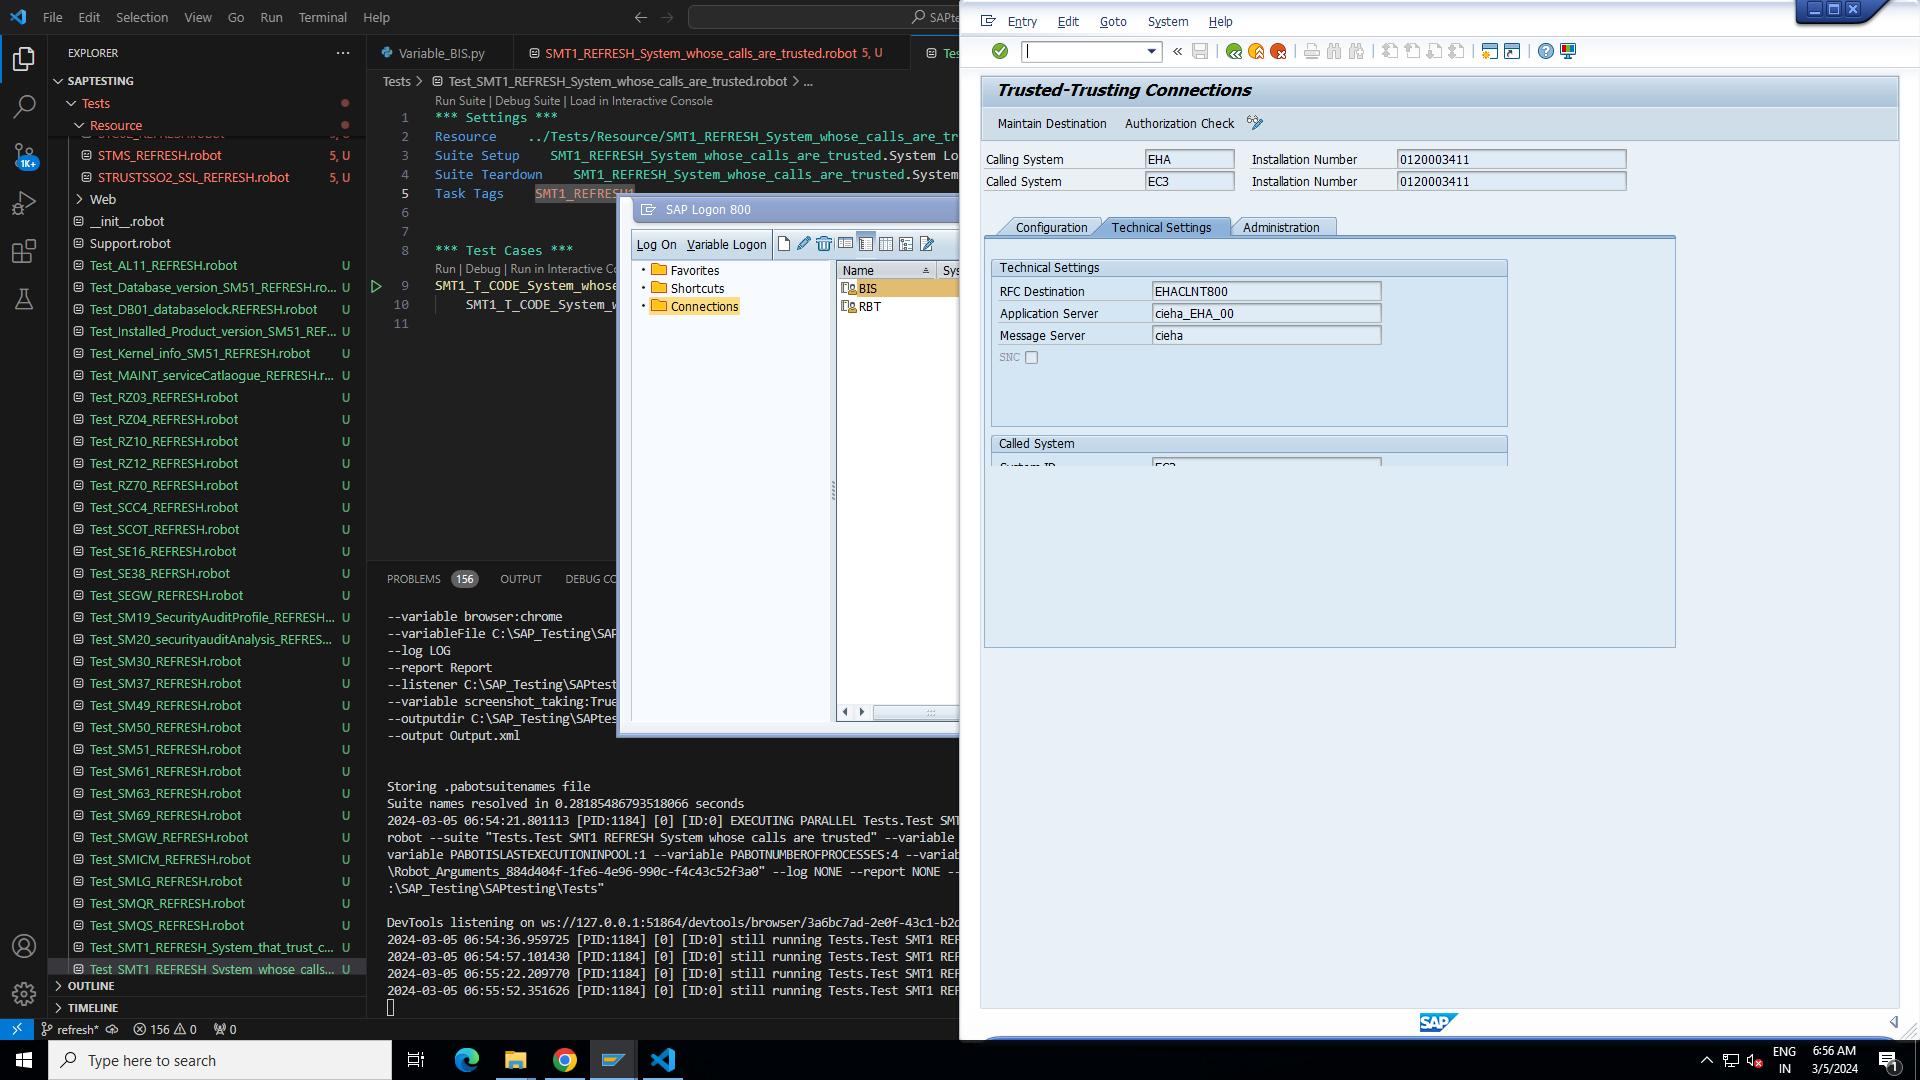 File Edit Selection View Go Run Terminal Help
EXPLORER
SAPTESTING
Tests
Resource
STMS_REFRESH.robot 5, U
STRUSTSSO2_SSL_REFRESH.robot 5, U
Web
__init__.robot
Support.robot
Test_AL11_REFRESH.robot U
Test_Database_version_SM51_REFRESH.ro... U
Test_DB01_databaselock.REFRESH.robot U
Test_Installed_Product_version_SM51_REF... U
Test_Kernel_info_SM51_REFRESH.robot U
Test_MAINT_serviceCatlaogue_REFRESH.r... U
Test_RZ03_REFRESH.robot U
Test_RZ04_REFRESH.robot U
Test_RZ10_REFRESH.robot U
Test_RZ12_REFRESH.robot U
Test_RZ70_REFRESH.robot U
Test_SCC4_REFRESH.robot U
Test_SCOT_REFRESH.robot U
Test_SE16_REFRESH.robot U
Test_SE38_REFRSH.robot U
Test_SEGW_REFRESH.robot U
Test_SM19_SecurityAuditProfile_REFRESH... U
Test_SM20_securityauditAnalysis_REFRES... U
Test_SM30_REFRESH.robot U
Test_SM37_REFRESH.robot U
Test_SM49_REFRESH.robot U
Test_SM50_REFRESH.robot U
Test_SM51_REFRESH.robot U
Test_SM61_REFRESH.robot U
Test_SM63_REFRESH.robot U
Test_SM69_REFRESH.robot U
Test_SMGW_REFRESH.robot U
Test_SMICM_REFRESH.robot U
Test_SMLG_REFRESH.robot U
Test_SMQR_REFRESH.robot U
Test_SMQS_REFRESH.robot U
Test_SMT1_REFRESH_System_that_trust_c... U
Test_SMT1_REFRESH_System_whose_calls... U
OUTLINE
TIMELINE
1K+
SAPte
Variable_BIS.py SMT1_REFRESH_System_whose_calls_are_trusted.robot 5, U Te
Tests > Test_SMT1_REFRESH_System_whose_calls_are_trusted.robot > ...
Run Suite | Debug Suite | Load in Interactive Console
1 *** Settings ***
2 Resource ../Tests/Resource/SMT1_REFRESH_System_whose_calls_are_tr
3 Suite Setup SMT1_REFRESH_System_whose_calls_are_trusted.System Lo
4 Suite Teardown SMT1_REFRESH_System_whose_calls_are_trusted.System
5 Task Tags SMT1_REFRESH1
6
7
8 *** Test Cases ***
Run | Debug | Run in Interactive Co
9 SMT1_T_CODE_System_whose
10 SMT1_T_CODE_System_w
11
PROBLEMS 156 OUTPUT DEBUG CO
--variable browser:chrome
--variableFile C:\SAP_Testing\SAP
--log LOG
--report Report
--listener C:\SAP_Testing\SAPtest
--variable screenshot_taking:True
--outputdir C:\SAP_Testing\SAPtes
--output Output.xml
Storing .pabotsuitenames file
Suite names resolved in 0.28185486793518066 seconds
2024-03-05 06:54:21.801113 [PID:1184] [0] [ID:0] EXECUTING PARALLEL Tests.Test SMT
robot --suite "Tests.Test SMT1 REFRESH System whose calls are trusted" --variable
variable PABOTISLASTEXECUTIONINPOOL:1 --variable PABOTNUMBEROFPROCESSES:4 --variab
\Robot_Arguments_884d404f-1fe6-4e96-990c-f4c43c52f3a0" --log NONE --report NONE --
:\SAP_Testing\SAPtesting\Tests"
DevTools listening on ws://127.0.0.1:51864/devtools/browser/3a6bc7ad-2e0f-43c1-b2c
2024-03-05 06:54:36.959725 [PID:1184] [0] [ID:0] still running Tests.Test SMT1 REF
2024-03-05 06:54:57.101430 [PID:1184] [0] [ID:0] still running Tests.Test SMT1 REF
2024-03-05 06:55:22.209770 [PID:1184] [0] [ID:0] still running Tests.Test SMT1 REF
2024-03-05 06:55:52.351626 [PID:1184] [0] [ID:0] still running Tests.Test SMT1 REF
refresh* 156 0 0
SAP Logon 800
Log On Variable Logon
Favorites
Shortcuts
Connections
Name Sys
BIS
RBT
Entry Edit Goto System Help
Trusted-Trusting Connections
Maintain Destination Authorization Check
Calling System EHA Installation Number 0120003411
Called System EC3 Installation Number 0120003411
Configuration Technical Settings Administration
Technical Settings
RFC Destination EHACLNT800
Application Server cieha_EHA_00
Message Server cieha
SNC
Called System
System ID EC3
SAP
Type here to search
ENG
IN
6:56 AM
3/5/2024
1